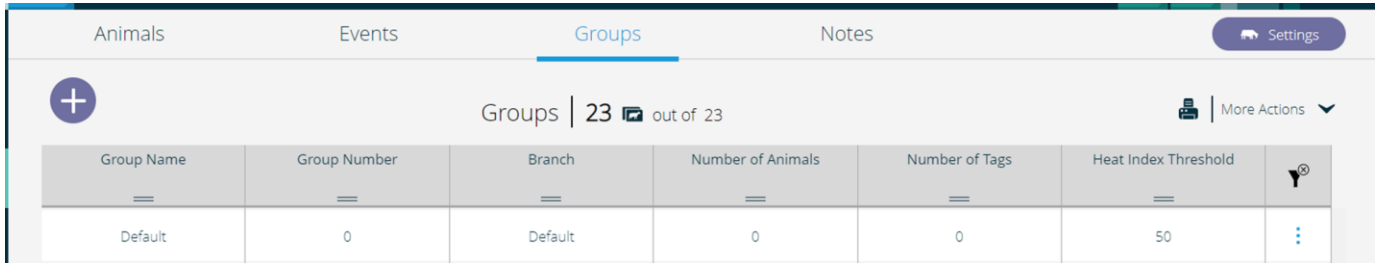 Animals Events Groups Notes Settings
Groups 23 out of 23 More Actions
Group Name Group Number Branch Number of Animals Number of Tags Heat Index Threshold
Default 0 Default 0 0 50